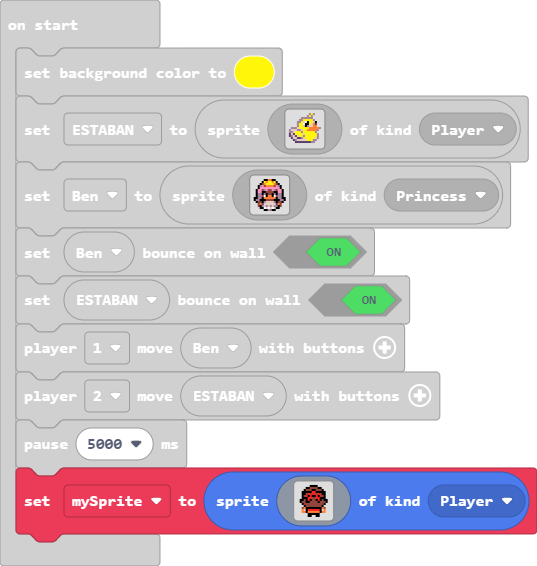 on start
set background color to
set ESTABAN to sprite of kind Player
set Ben to sprite of kind Princess
set Ben bounce on wall ON
set ESTABAN bounce on wall ON
player 1 move Ben with buttons
player 2 move ESTABAN with buttons
pause 5000 ms
set mySprite to sprite of kind Player